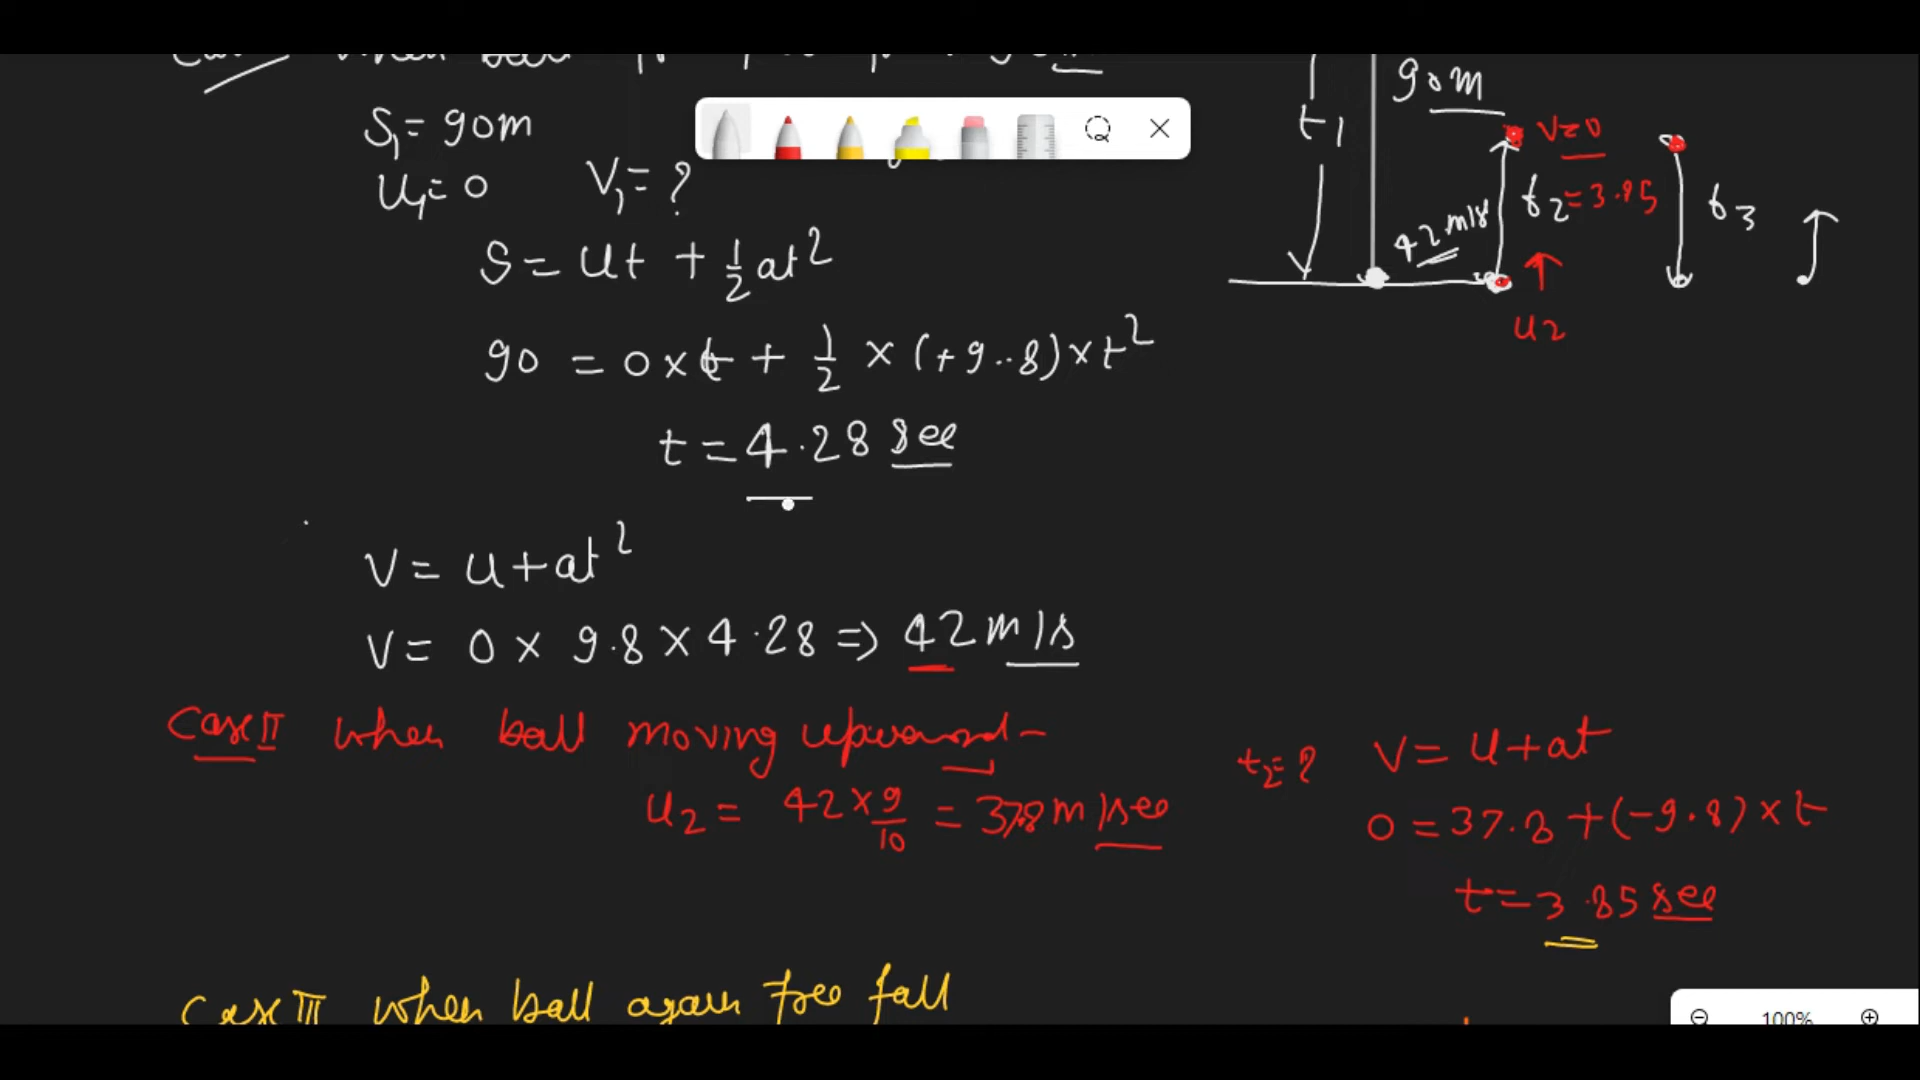 S₁ = 90m
u₁ = 0 V₁ = ?
S = ut + ½ at²
90 = 0 × t + ½ × (+9..8) × t²
t = 4.28 sec
V = u + at²
V = 0 × 9.8 × 4.28 => 42 m/s
Case II when ball moving upward -
u₂ = 42 × 9/10 = 37.8 m/sec
Case III when ball again free fall
90m
t₁
V=0
t₂ = 3.85
t₃
42 m/s
u₂
t₂ = ?
V = u + at
0 = 37.8 + (-9.8) × t
t = 3.85 sec
100%